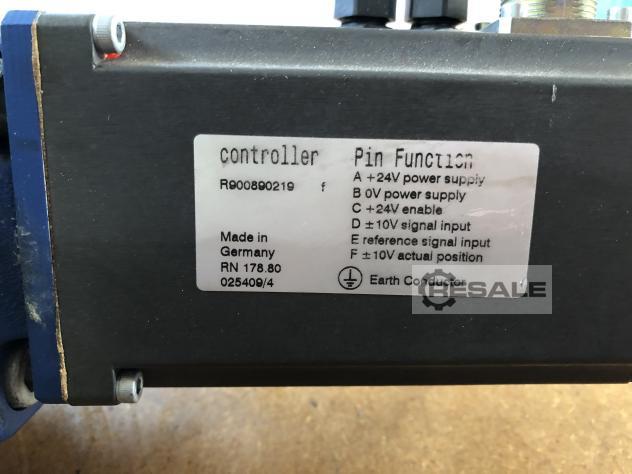 controller
R900890219 f
Made in
Germany
RN 178.80
025409/4
Pin Function
A +24V power supply
B 0V power supply
C +24V enable
D ±10V signal input
E reference signal input
F ±10V actual position
Earth Conductor
RESALE